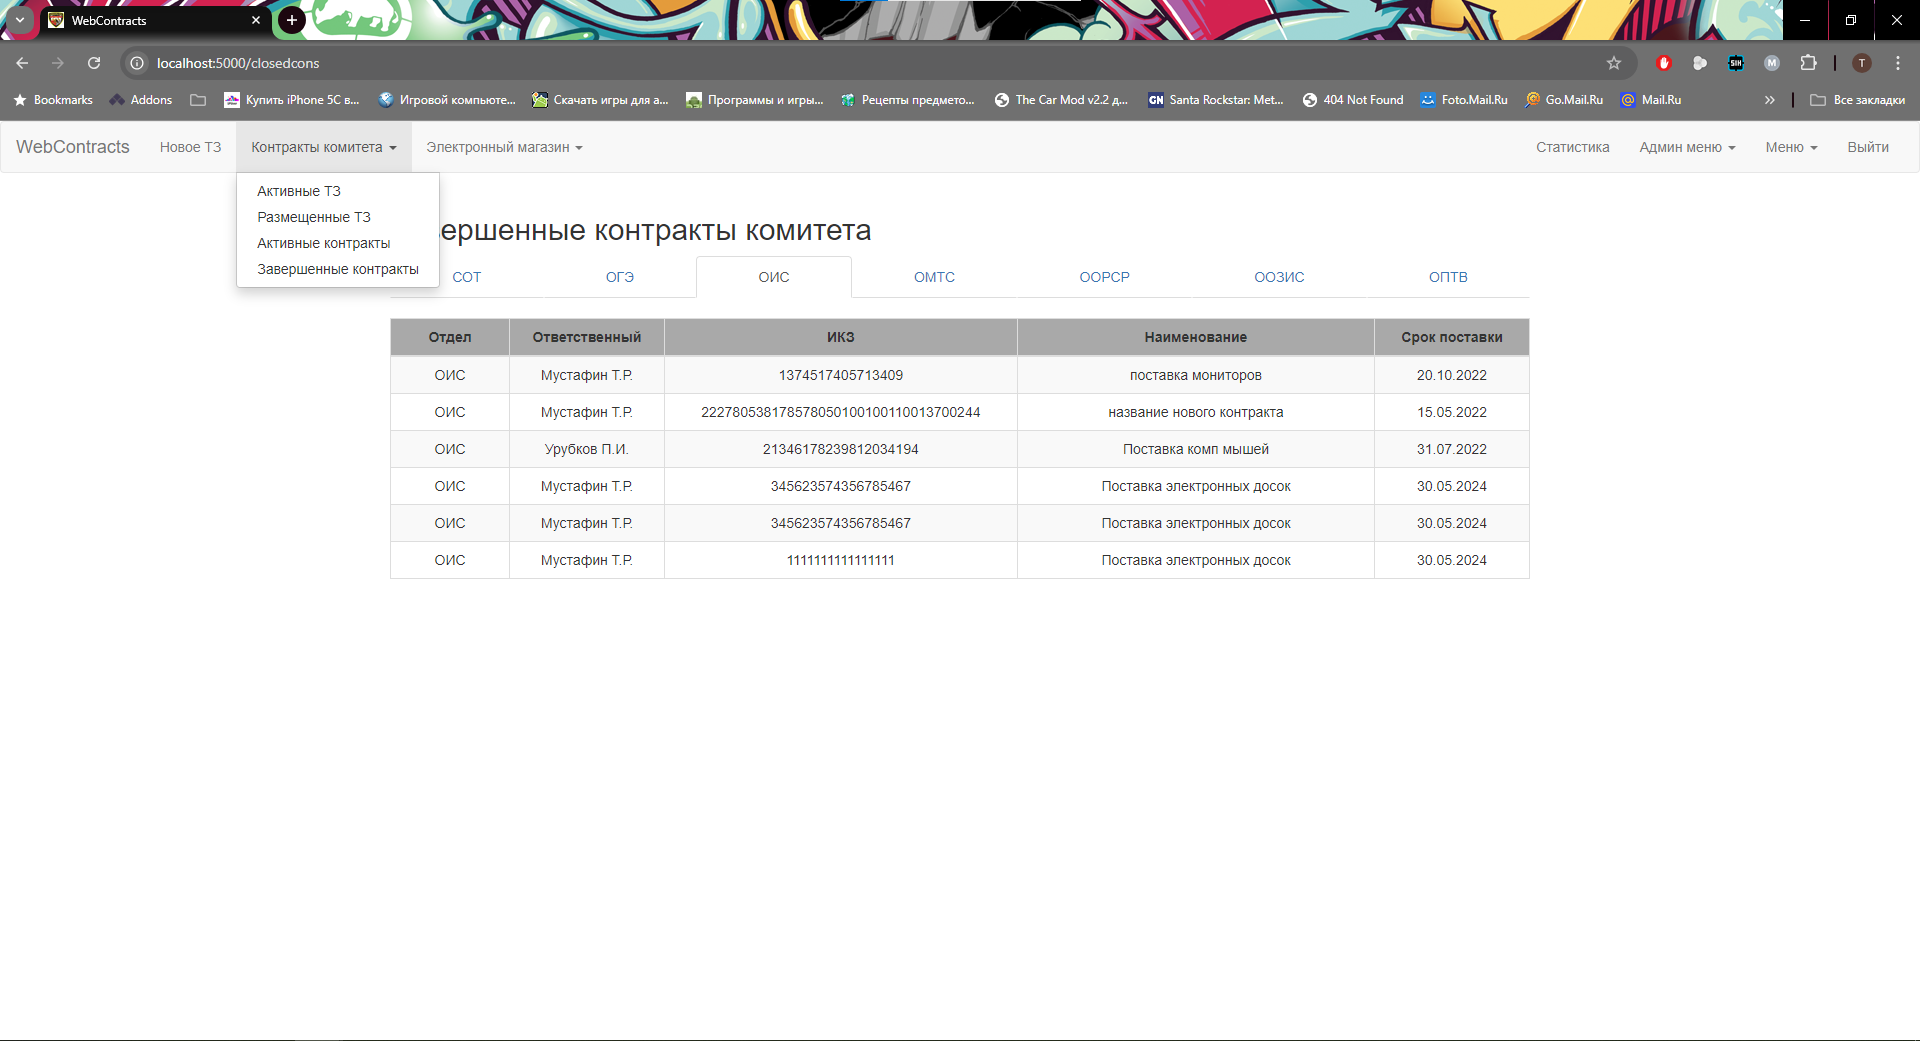 WebContracts
localhost:5000/closedcons
Bookmarks Addons Купить iPhone 5C в... Игровой компьюте... Скачать игры для а... Программы и игры... Рецепты предмето... The Car Mod v2.2 д... GN Santa Rockstar: Met... 404 Not Found Foto.Mail.Ru Go.Mail.Ru Mail.Ru » Все закладки
WebContracts Новое ТЗ Контракты комитета Электронный магазин Статистика Админ меню Меню Выйти
Активные ТЗ
Размещенные ТЗ
Активные контракты
Завершенные контракты
ершенные контракты комитета
СОТ ОГЭ ОИС ОМТС ООРСР ООЗИС ОПТВ
Отдел Ответственный ИКЗ Наименование Срок поставки
ОИС Мустафин Т.Р. 1374517405713409 поставка мониторов 20.10.2022
ОИС Мустафин Т.Р. 222780538178578050100100110013700244 название нового контракта 15.05.2022
ОИС Урубков П.И. 21346178239812034194 Поставка комп мышей 31.07.2022
ОИС Мустафин Т.Р. 345623574356785467 Поставка электронных досок 30.05.2024
ОИС Мустафин Т.Р. 345623574356785467 Поставка электронных досок 30.05.2024
ОИС Мустафин Т.Р. 1111111111111111 Поставка электронных досок 30.05.2024